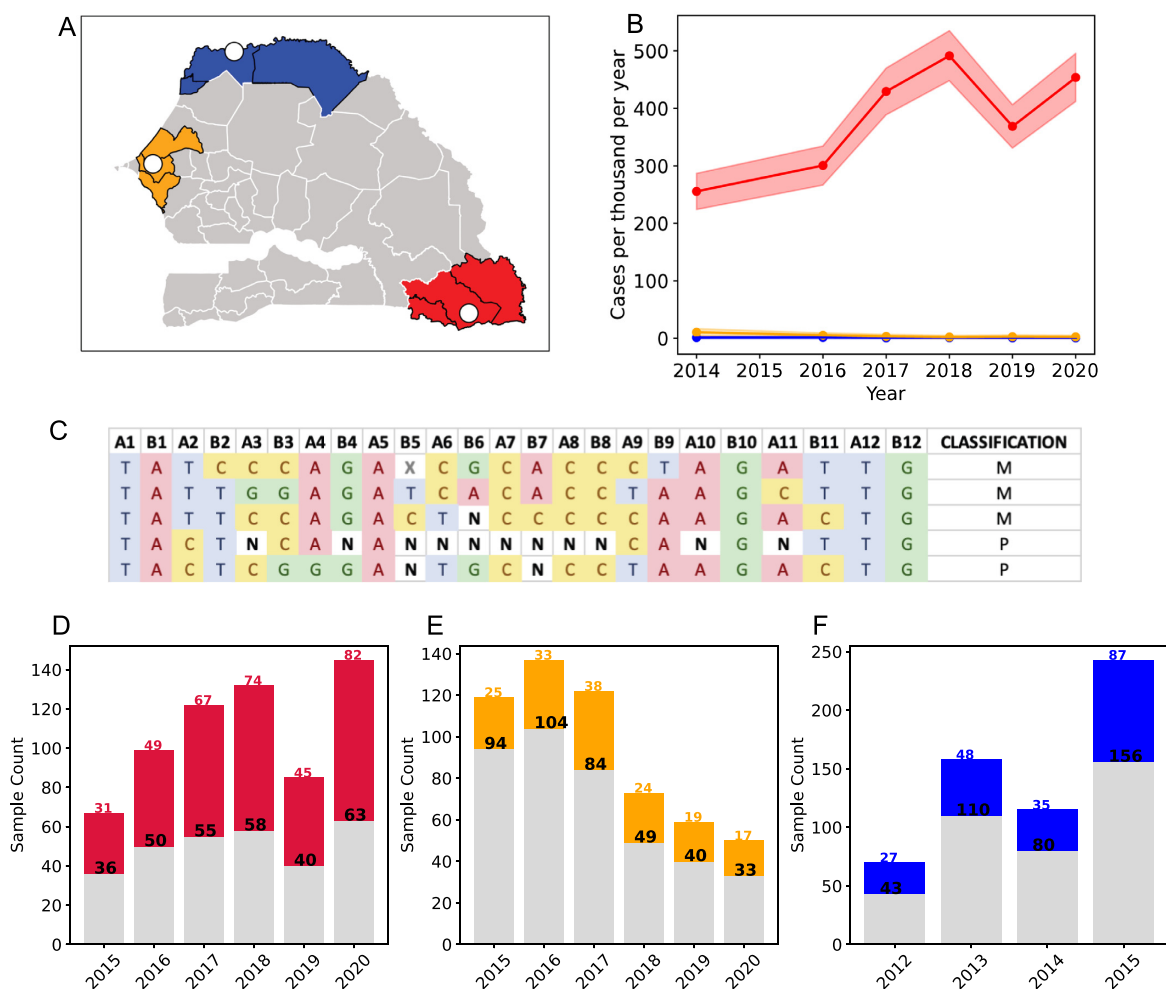 A
B
Cases per thousand per year
500
400
300
200
100
0
2014 2015 2016 2017 2018 2019 2020
Year
C
A1 B1 A2 B2 A3 B3 A4 B4 A5 B5 A6 B6 A7 B7 A8 B8 A9 B9 A10 B10 A11 B11 A12 B12 CLASSIFICATION
T A T C C C A G A X C G C A C C C T A G A T T G M
T A T T G G A G A T C A C A C C T A A G C T T G M
T A T T C C A G A C T N C C C C C A A G A C T G M
T A C T N C A N A N N N N N N N C A N G N T T G P
T A C T C G G G A N T G C N C C T A A G A C T G P
D
Sample Count
140
120
100
80
60
40
20
0
31 49 67 74 45 82
36 50 55 58 40 63
2015 2016 2017 2018 2019 2020
E
Sample Count
140
120
100
80
60
40
20
0
25 33 38 24 19 17
94 104 84 49 40 33
2015 2016 2017 2018 2019 2020
F
Sample Count
250
200
150
100
50
0
27 48 35 87
43 110 80 156
2012 2013 2014 2015